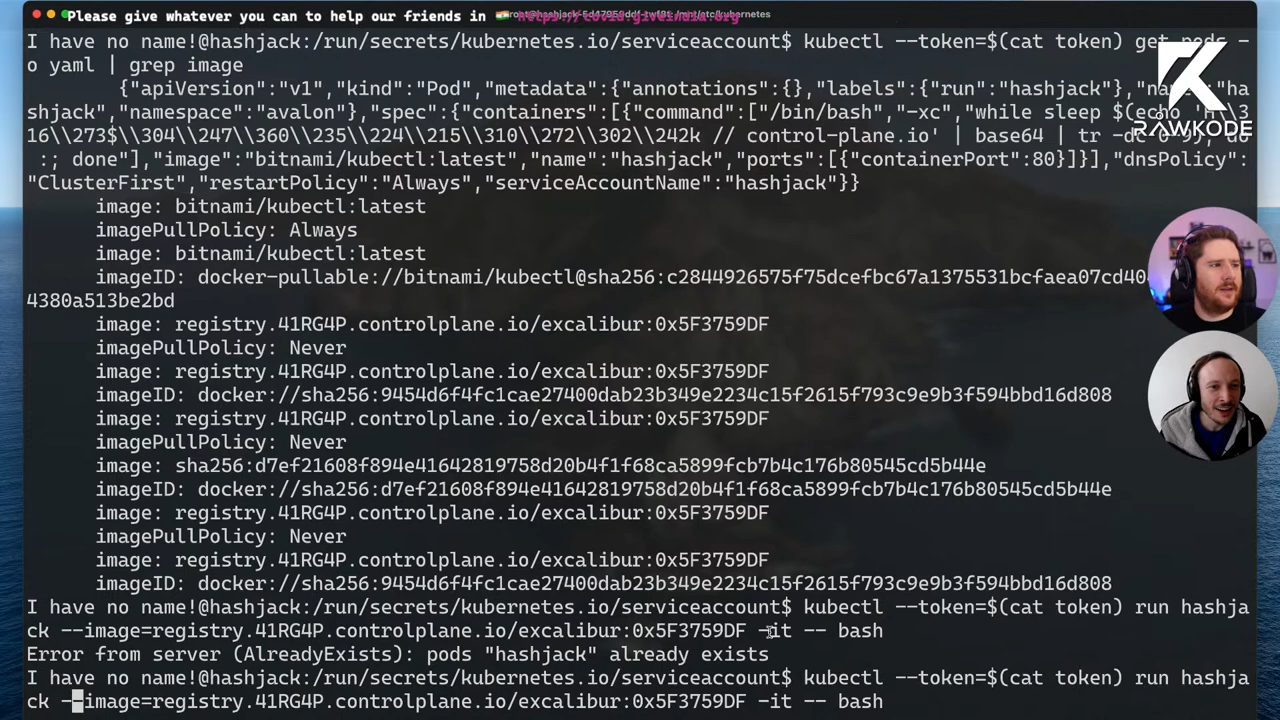 Please give whatever you can to help our friends in
I have no name!@hashjack:/run/secrets/kubernetes.io/serviceaccount$ kubectl --token=$(cat token) get pods -
o yaml | grep image
{"apiVersion":"v1","kind":"Pod","metadata":{"annotations":{},"labels":{"run":"hashjack"},"name":"ha
shjack","namespace":"avalon"},"spec":{"containers":[{"command":["/bin/bash","-xc","while sleep $(echo
16\\273$\\304\\247\\360\\235\\224\\215\\310\\272\\302\\242k // control-plane.io' | base64 | tr
:; done"],"image":"bitnami/kubectl:latest","name":"hashjack","ports":[{"containerPort":80}]}],"dnsPolicy":
"ClusterFirst","restartPolicy":"Always","serviceAccountName":"hashjack"}}
image: bitnami/kubectl:latest
imagePullPolicy: Always
image: bitnami/kubectl:latest
imageID: docker-pullable://bitnami/kubectl@sha256:c2844926575f75dcefbc67a1375531bcfaea07cd40
4380a513be2bd
image: registry.41RG4P.controlplane.io/excalibur:0x5F3759DF
imagePullPolicy: Never
image: registry.41RG4P.controlplane.io/excalibur:0x5F3759DF
imageID: docker://sha256:9454d6f4fc1cae27400dab23b349e2234c15f2615f793c9e9b3f594bbd16d808
image: registry.41RG4P.controlplane.io/excalibur:0x5F3759DF
imagePullPolicy: Never
image: sha256:d7ef21608f894e41642819758d20b4f1f68ca5899fcb7b4c176b80545cd5b44e
imageID: docker://sha256:d7ef21608f894e41642819758d20b4f1f68ca5899fcb7b4c176b80545cd5b44e
image: registry.41RG4P.controlplane.io/excalibur:0x5F3759DF
imagePullPolicy: Never
image: registry.41RG4P.controlplane.io/excalibur:0x5F3759DF
imageID: docker://sha256:9454d6f4fc1cae27400dab23b349e2234c15f2615f793c9e9b3f594bbd16d808
I have no name!@hashjack:/run/secrets/kubernetes.io/serviceaccount$ kubectl --token=$(cat token) run hashja
ck --image=registry.41RG4P.controlplane.io/excalibur:0x5F3759DF -it -- bash
Error from server (AlreadyExists): pods "hashjack" already exists
I have no name!@hashjack:/run/secrets/kubernetes.io/serviceaccount$ kubectl --token=$(cat token) run hashja
ck --image=registry.41RG4P.controlplane.io/excalibur:0x5F3759DF -it -- bash
RAWKODE